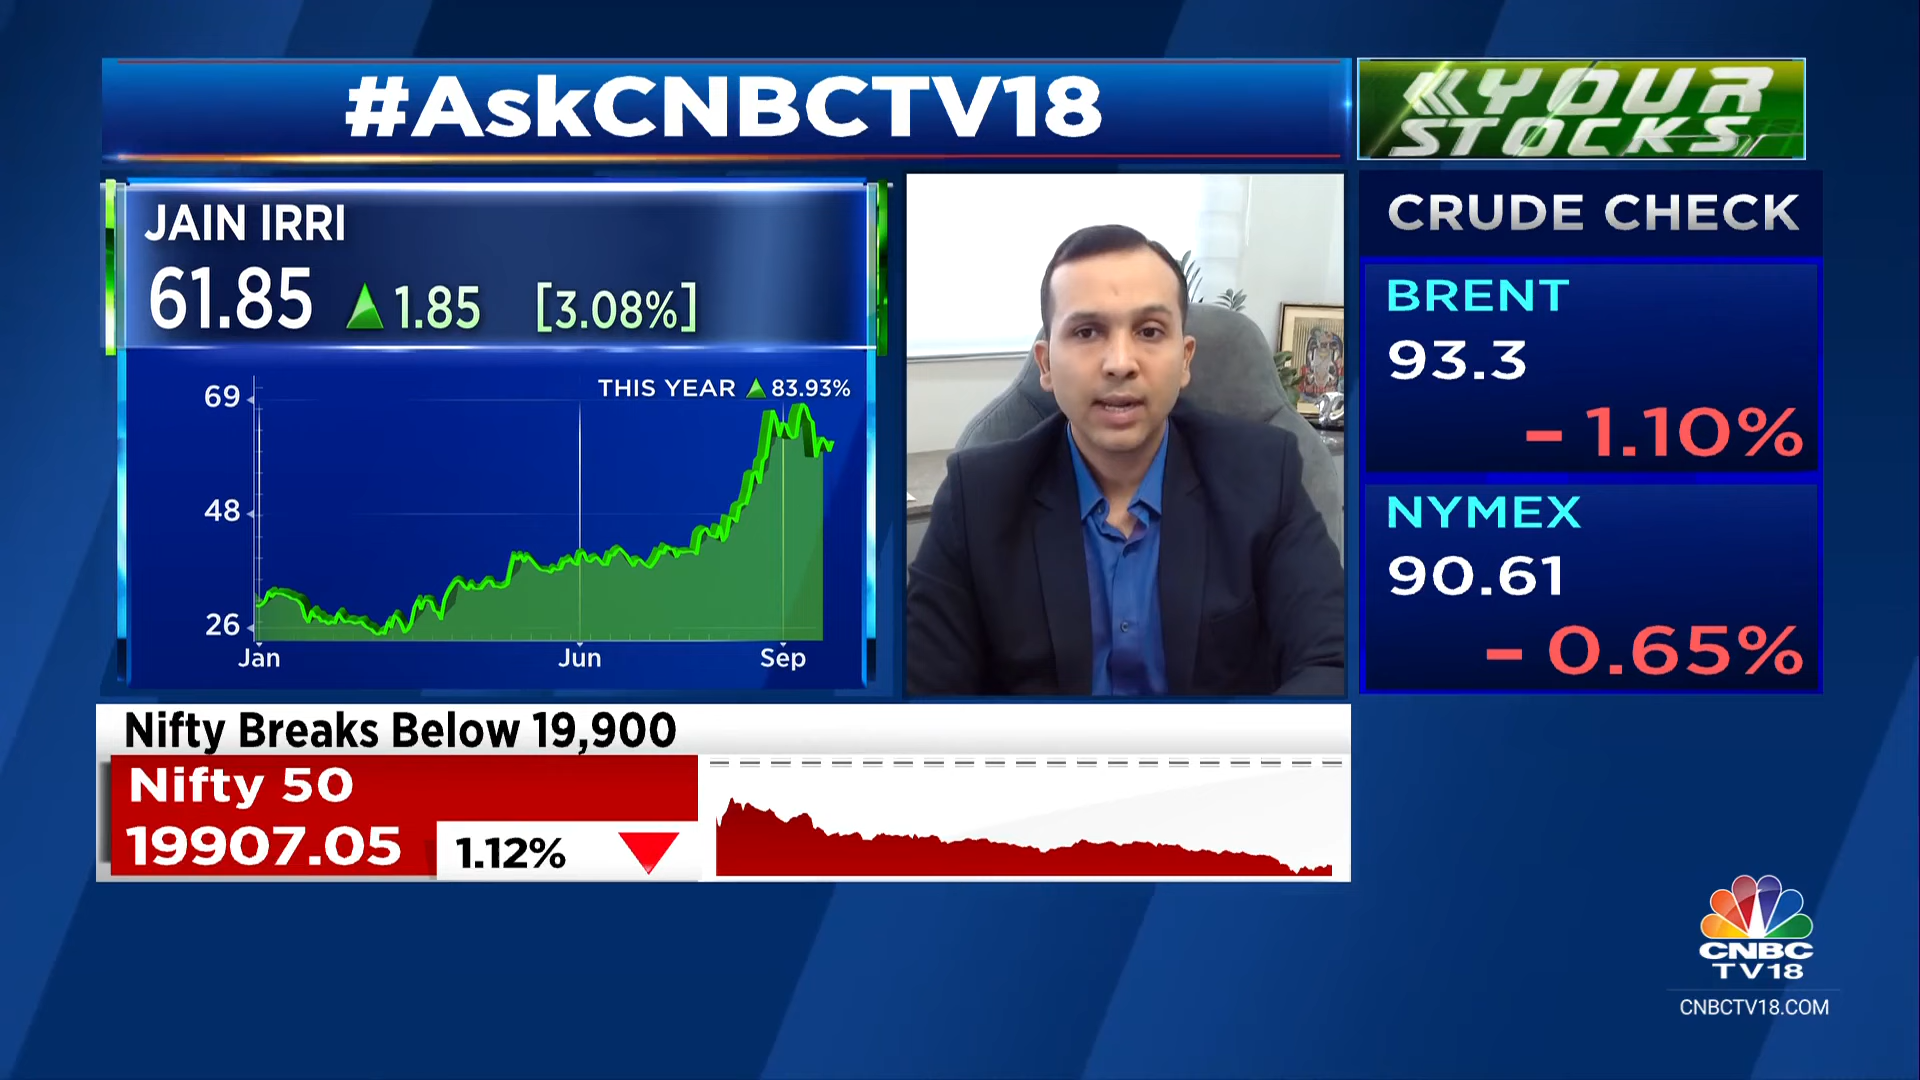 #AskCNBCTV18
YOUR
STOCKS
JAIN IRRI
61.85 ▲ 1.85 [3.08%]
THIS YEAR ▲ 83.93%
69
48
26
Jan Jun Sep
CRUDE CHECK
BRENT
93.3
– 1.10%
NYMEX
90.61
– 0.65%
Nifty Breaks Below 19,900
Nifty 50
19907.05 1.12% ▼
CNBC
TV18
CNBCTV18.COM